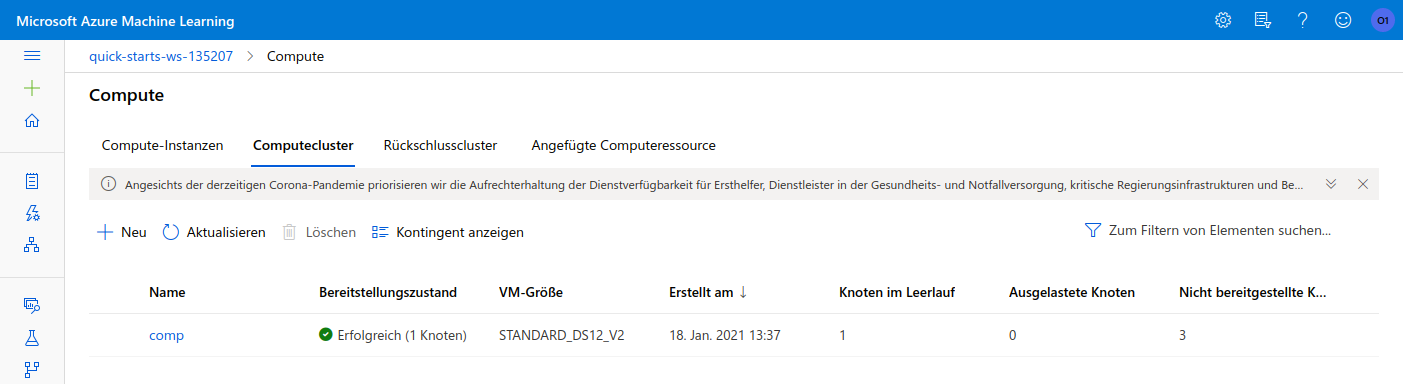 Microsoft Azure Machine Learning
O1
quick-starts-ws-135207 > Compute
Compute
Compute-Instanzen Computecluster Rückschlusscluster Angefügte Computeressource
Angesichts der derzeitigen Corona-Pandemie priorisieren wir die Aufrechterhaltung der Dienstverfügbarkeit für Ersthelfer, Dienstleister in der Gesundheits- und Notfallversorgung, kritische Regierungsinfrastrukturen und Be...
Neu Aktualisieren Löschen Kontingent anzeigen Zum Filtern von Elementen suchen...
Name Bereitstellungszustand VM-Größe Erstellt am ↓ Knoten im Leerlauf Ausgelastete Knoten Nicht bereitgestellte K...
comp Erfolgreich (1 Knoten) STANDARD_DS12_V2 18. Jan. 2021 13:37 1 0 3